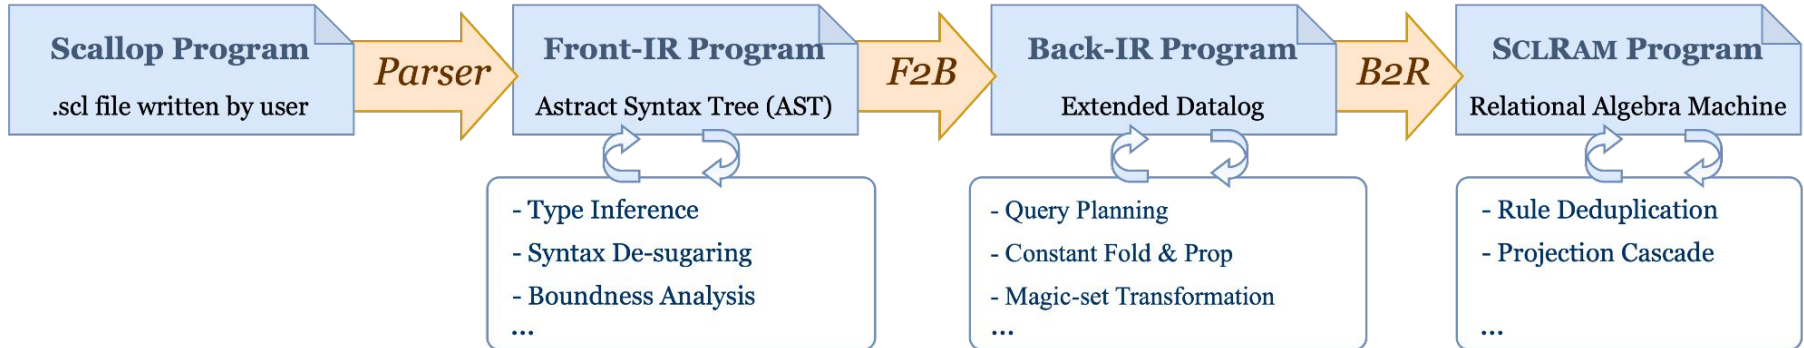 Scallop Program
.scl file written by user
Parser
Front-IR Program
Astract Syntax Tree (AST)
F2B
Back-IR Program
Extended Datalog
B2R
SCLRAM Program
Relational Algebra Machine
- Type Inference
- Syntax De-sugaring
- Boundness Analysis
...
- Query Planning
- Constant Fold & Prop
- Magic-set Transformation
...
- Rule Deduplication
- Projection Cascade
...